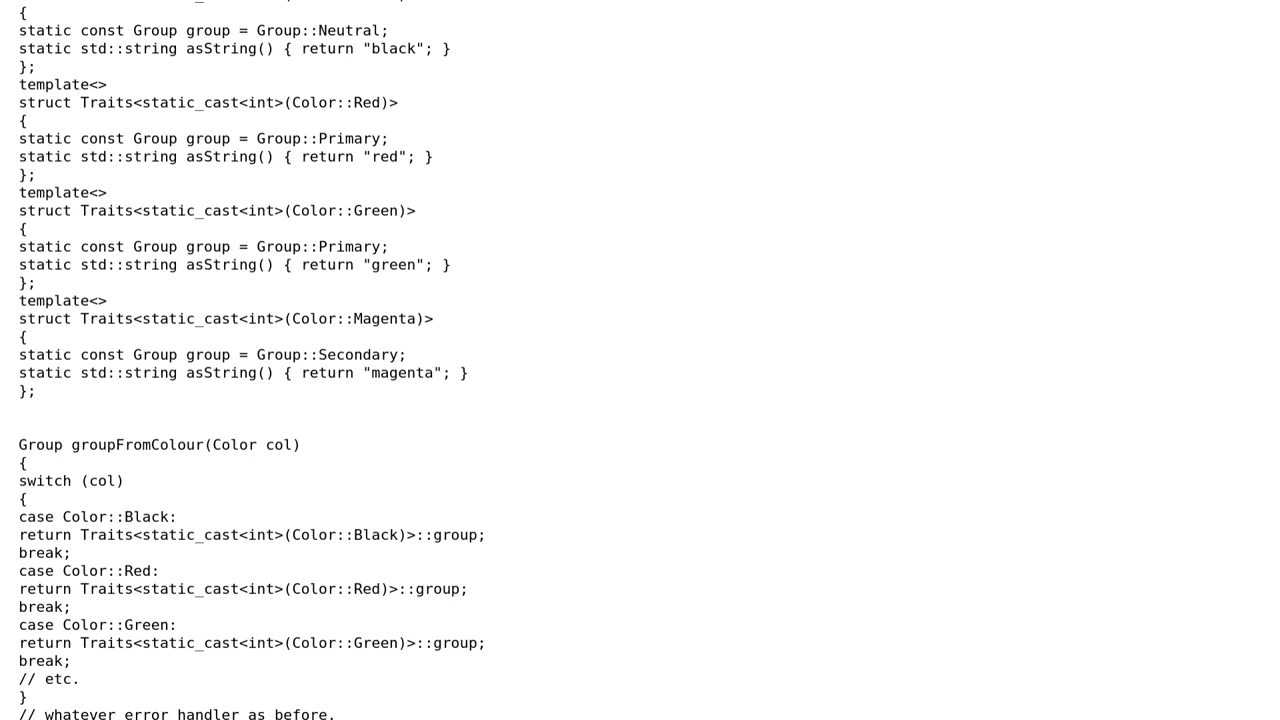 {
static const Group group = Group::Neutral;
static std::string asString() { return "black"; }
};
template<>
struct Traits<static_cast<int>(Color::Red)>
{
static const Group group = Group::Primary;
static std::string asString() { return "red"; }
};
template<>
struct Traits<static_cast<int>(Color::Green)>
{
static const Group group = Group::Primary;
static std::string asString() { return "green"; }
};
template<>
struct Traits<static_cast<int>(Color::Magenta)>
{
static const Group group = Group::Secondary;
static std::string asString() { return "magenta"; }
};
Group groupFromColour(Color col)
{
switch (col)
{
case Color::Black:
return Traits<static_cast<int>(Color::Black)>::group;
break;
case Color::Red:
return Traits<static_cast<int>(Color::Red)>::group;
break;
case Color::Green:
return Traits<static_cast<int>(Color::Green)>::group;
break;
// etc.
}
// whatever error handler as before.